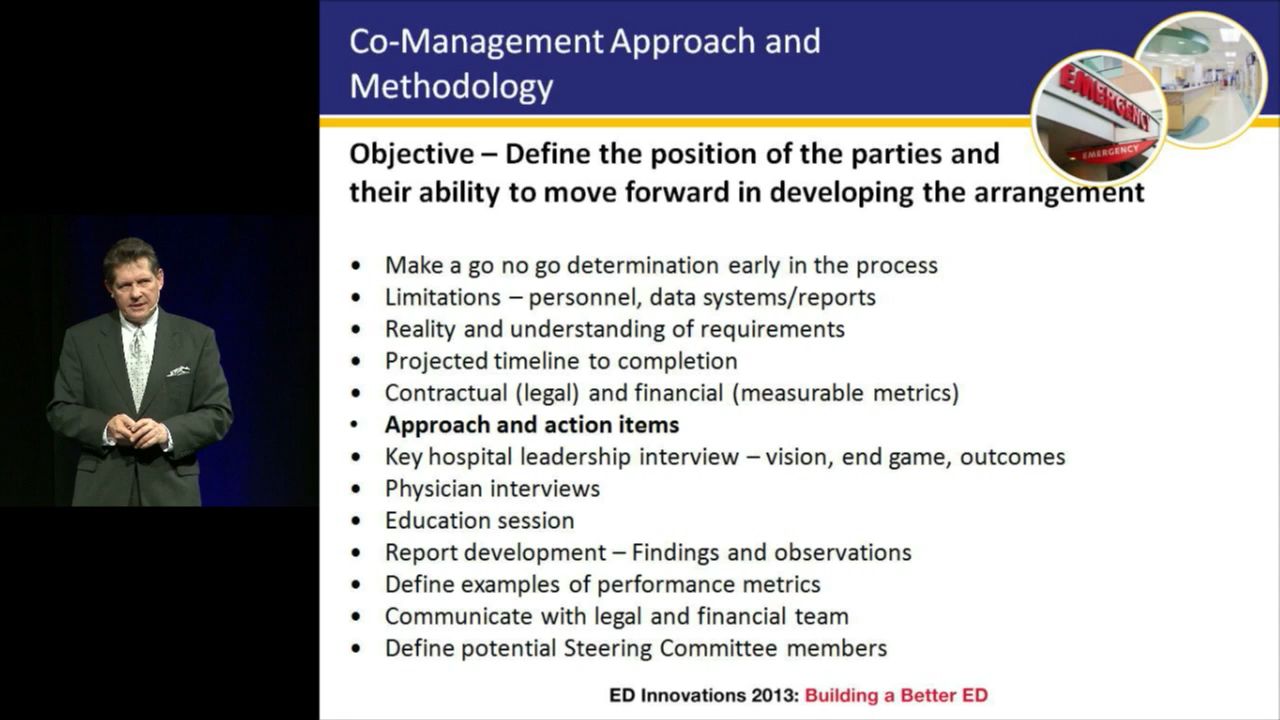 Co-Management Approach and
Methodology
EMERGENCY
EMERGENCY
Objective – Define the position of the parties and
their ability to move forward in developing the arrangement
• Make a go no go determination early in the process
• Limitations – personnel, data systems/reports
• Reality and understanding of requirements
• Projected timeline to completion
• Contractual (legal) and financial (measurable metrics)
• Approach and action items
• Key hospital leadership interview – vision, end game, outcomes
• Physician interviews
• Education session
• Report development – Findings and observations
• Define examples of performance metrics
• Communicate with legal and financial team
• Define potential Steering Committee members
ED Innovations 2013: Building a Better ED